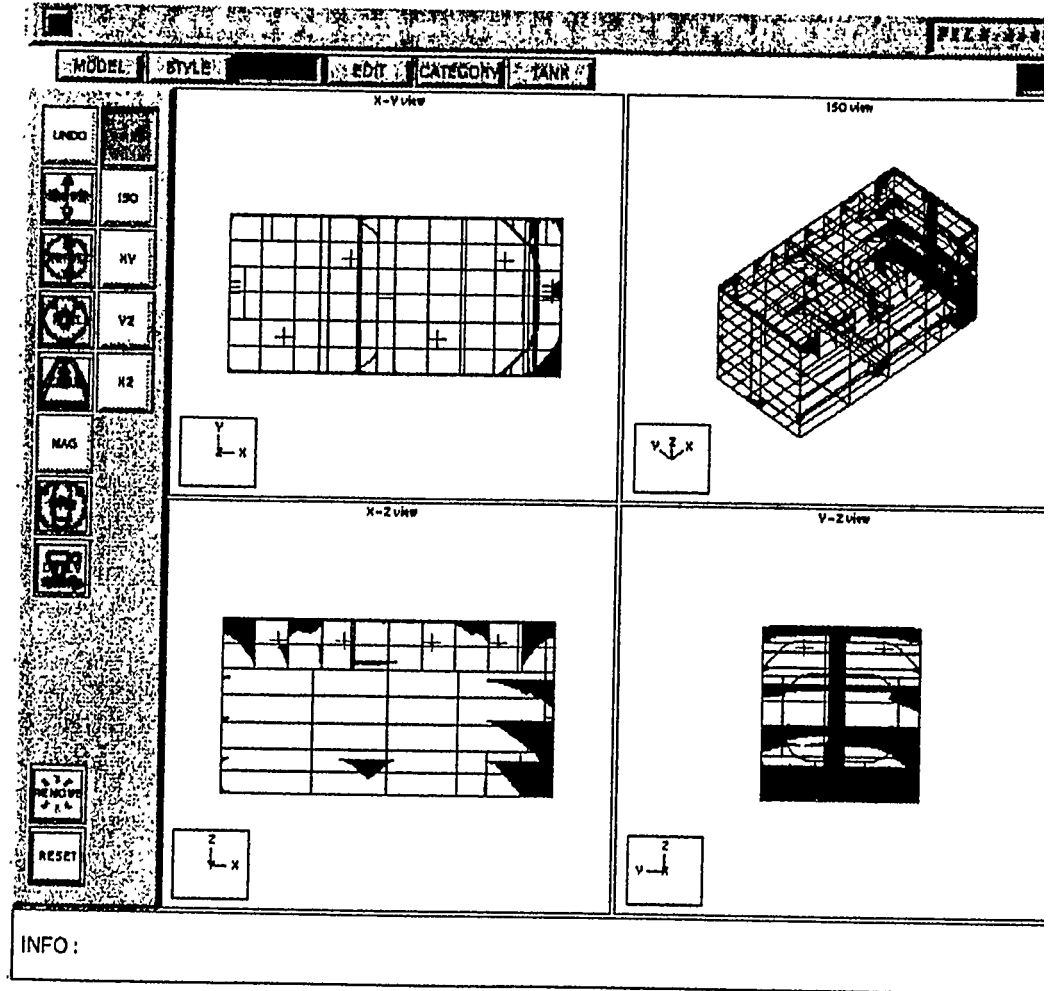 MODEL STYLE EDIT CATEGORY TANK
X-Y view
ISO view
UNDO
ISO
XY
YZ
XZ
MAG
Y
Z X
Y Z X
X-Z view
Y-Z view
REMOVE
RESET
Z
Y X
Z
Y X
INFO: